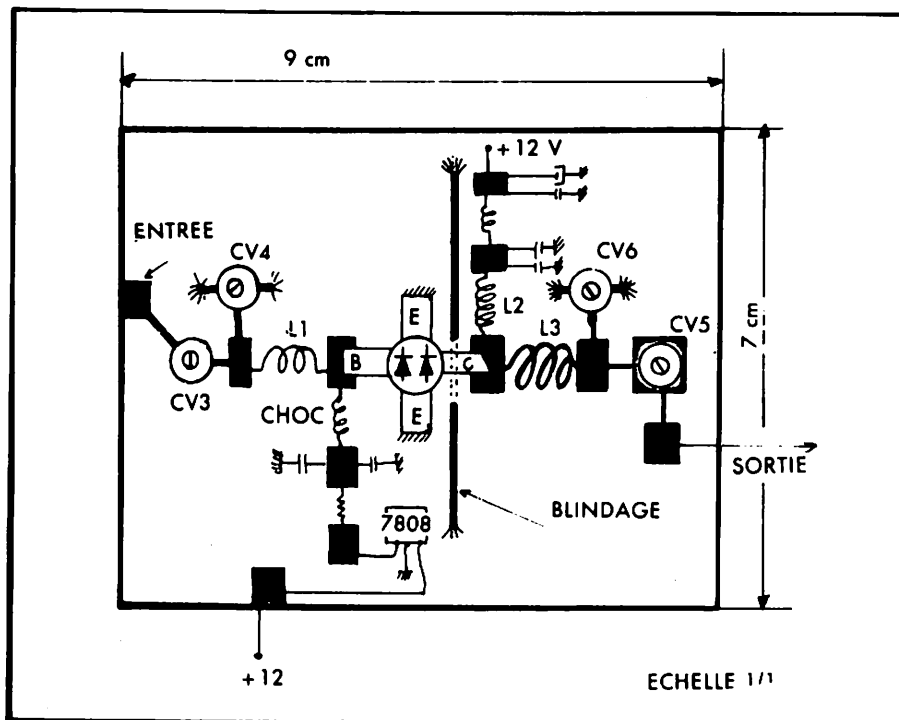 9 cm
+ 12 V
ENTREE
CV4
CV6
L2
L3
CV5
7 cm
L1
E
B
C
CV3
CHOC
E
SORTIE
BLINDAGE
7808
+12
ECHELLE 1/1